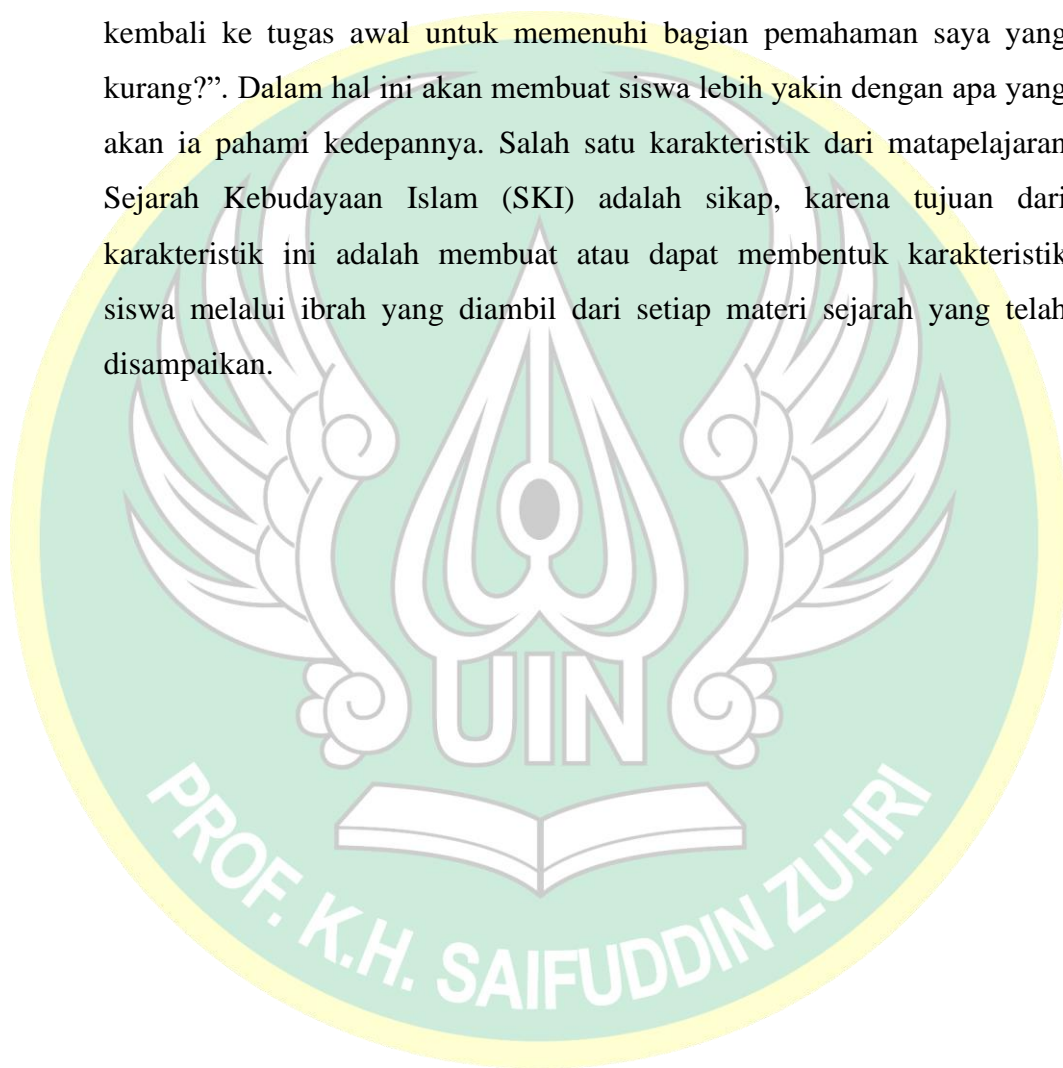 kembali ke tugas awal untuk memenuhi bagian pemahaman saya yang
kurang?”. Dalam hal ini akan membuat siswa lebih yakin dengan apa yang
akan ia pahami kedepannya. Salah satu karakteristik dari matapelajaran
Sejarah Kebudayaan Islam (SKI) adalah sikap, karena tujuan dari
karakteristik ini adalah membuat atau dapat membentuk karakteristik
siswa melalui ibrah yang diambil dari setiap materi sejarah yang telah
disampaikan.
UIN
PROF. K.H. SAIFUDDIN ZUHRI